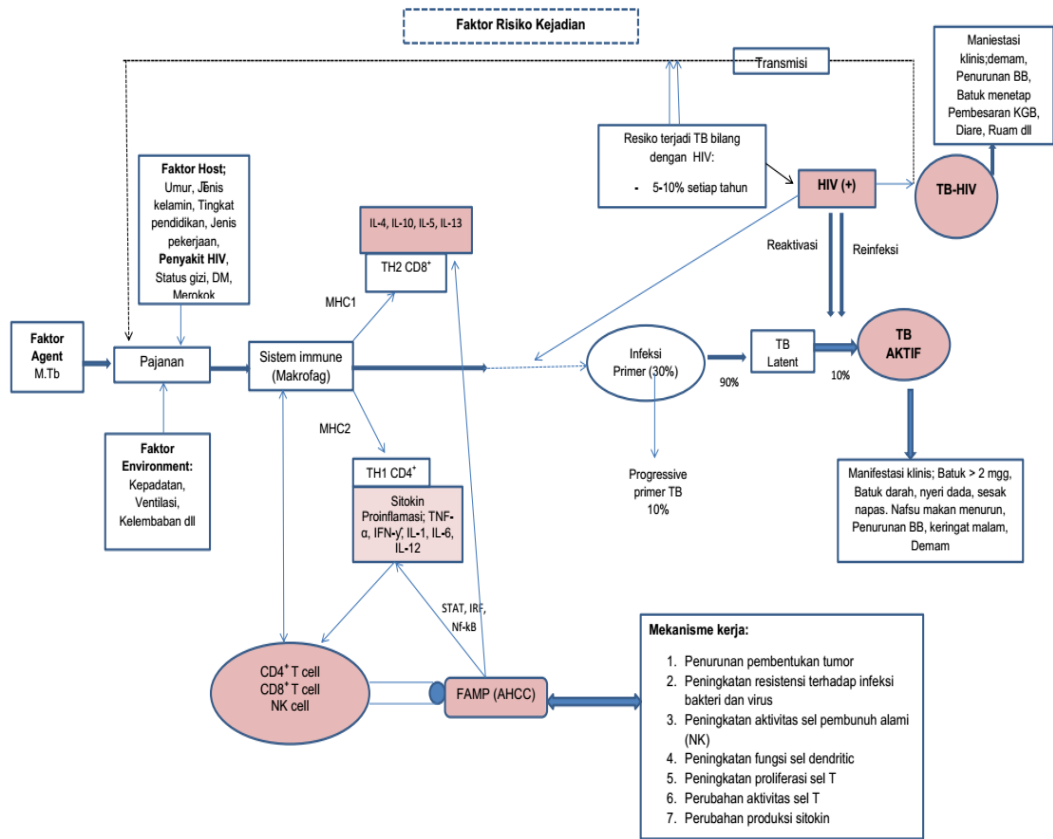 Faktor Risiko Kejadian
Transmisi
Maniestasi
klinis;demam,
Penurunan BB,
Batuk menetap
Pembesaran KGB,
Diare, Ruam dll
Resiko terjadi TB bilang
dengan HIV:
- 5-10% setiap tahun
HIV (+)
TB-HIV
Reaktivasi
Reinfeksi
Faktor Host;
Umur, Jenis
kelamin, Tingkat
pendidikan, Jenis
pekerjaan,
Penyakit HIV,
Status gizi, DM,
Merokok
IL-4, IL-10, IL-5, IL-13
TH2 CD8⁺
MHC1
Faktor
Agent
M.Tb
Pajanan
Sistem immune
(Makrofag)
Infeksi
Primer (30%)
90%
TB
Latent
10%
TB
AKTIF
MHC2
Faktor
Environment:
Kepadatan,
Ventilasi,
Kelembaban dll
TH1 CD4⁺
Sitokin
Proinflamasi; TNF-
α, IFN-γ, IL-1, IL-6,
IL-12
Progressive
primer TB
10%
Manifestasi klinis; Batuk > 2 mgg,
Batuk darah, nyeri dada, sesak
napas. Nafsu makan menurun,
Penurunan BB, keringat malam,
Demam
STAT, IRF,
Nf-kB
CD4⁺ T cell
CD8⁺ T cell
NK cell
FAMP (AHCC)
Mekanisme kerja:
1. Penurunan pembentukan tumor
2. Peningkatan resistensi terhadap infeksi
bakteri dan virus
3. Peningkatan aktivitas sel pembunuh alami
(NK)
4. Peningkatan fungsi sel dendritic
5. Peningkatan proliferasi sel T
6. Perubahan aktivitas sel T
7. Perubahan produksi sitokin